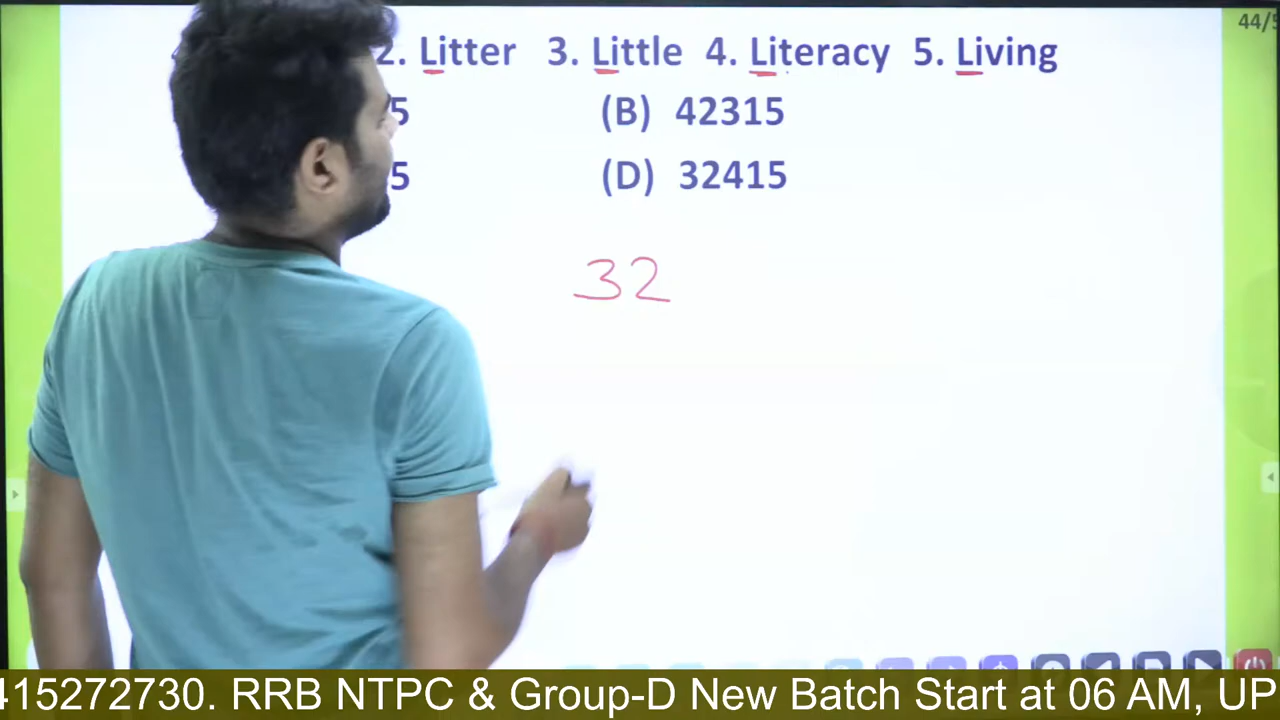 44/
2. Litter 3. Little 4. Literacy 5. Living
5 (B) 42315
5 (D) 32415
32
415272730. RRB NTPC & Group-D New Batch Start at 06 AM, UP